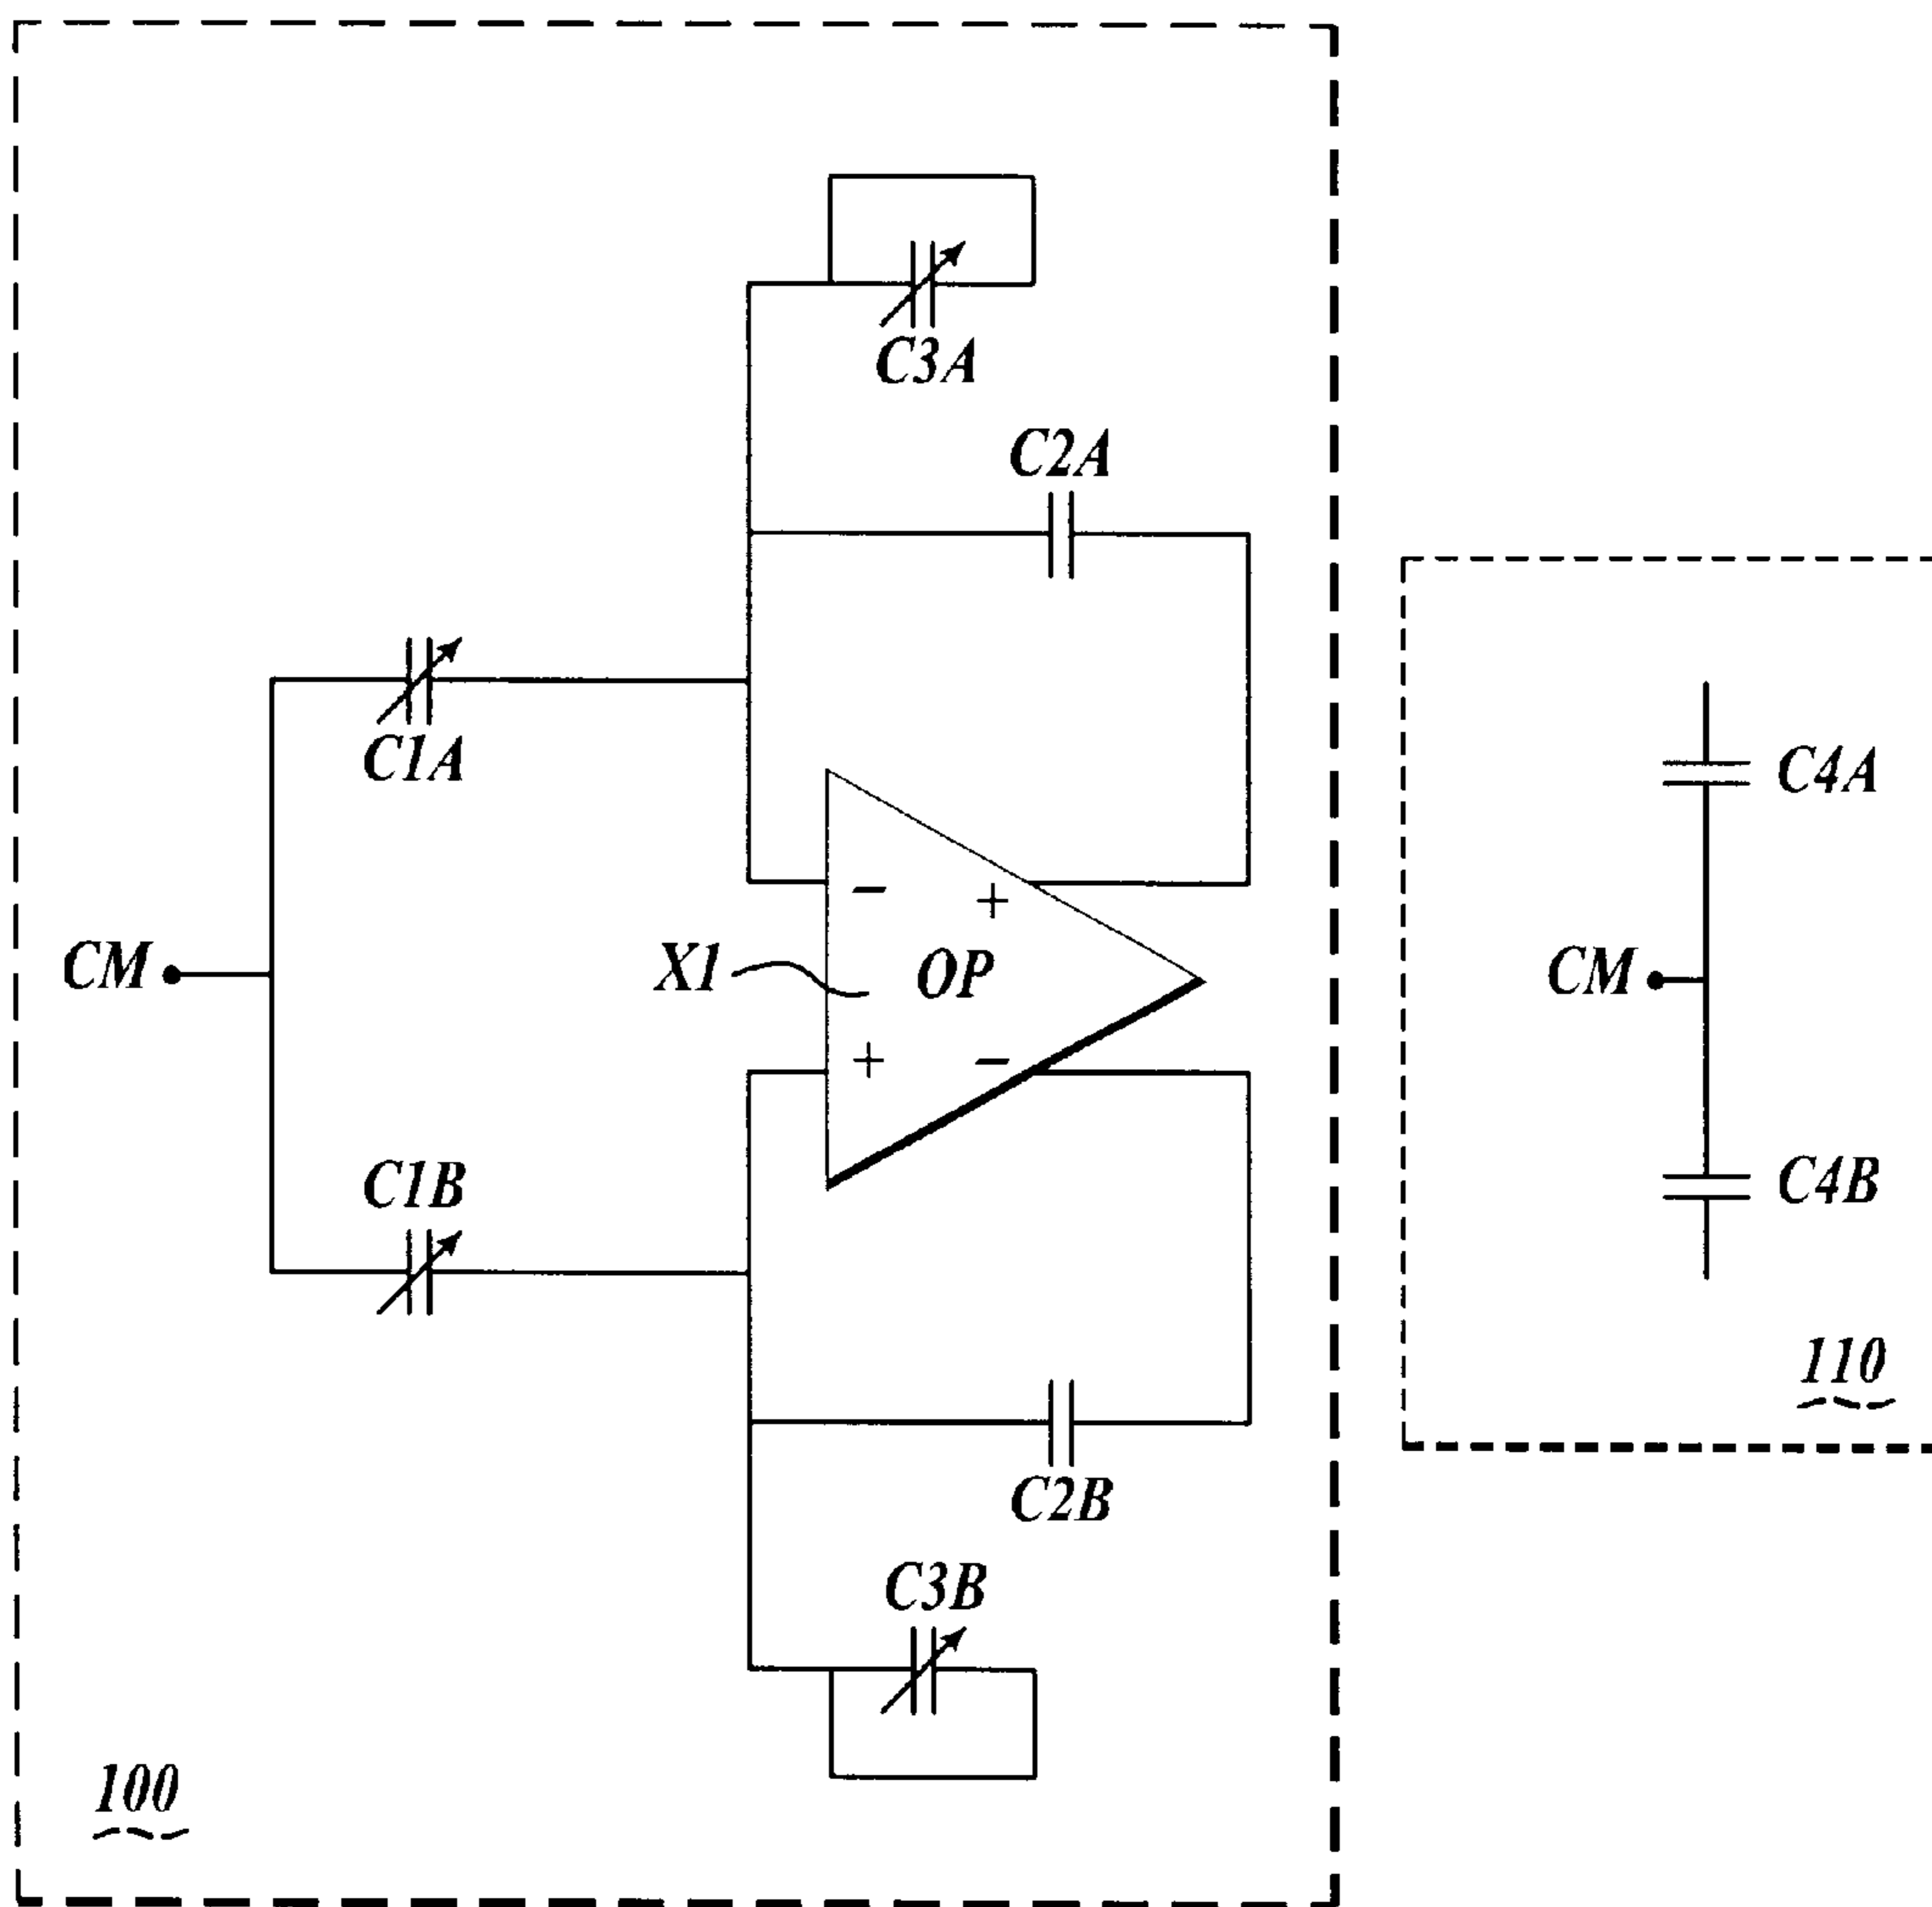 C3A
C2A
C1A
C4A
- +
CM X1 OP CM
+ -
C1B
C4B
110
C2B
C3B
100